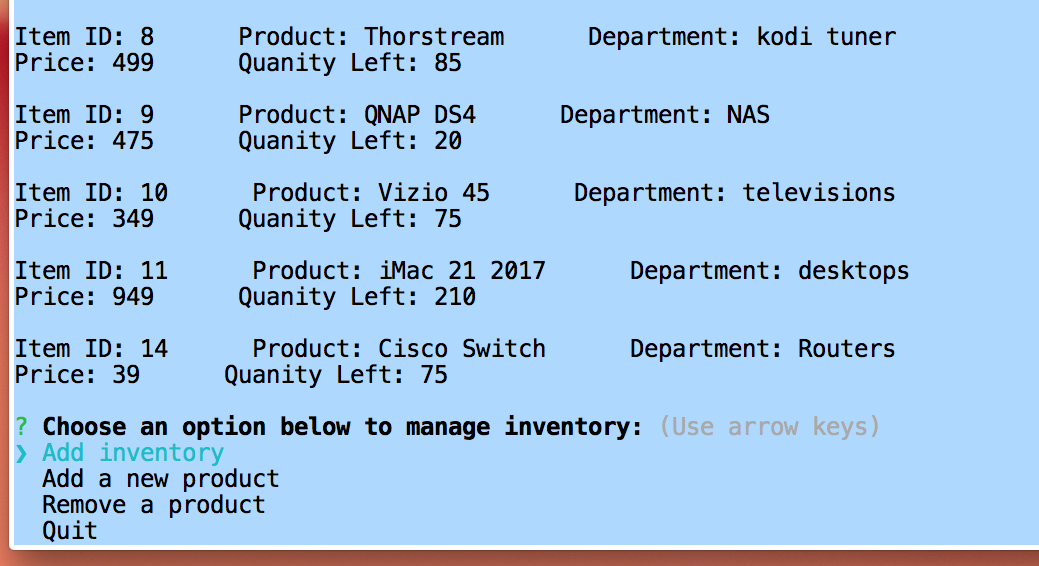 Item ID: 8      Product: Thorstream      Department: kodi tuner
Price: 499      Quanity Left: 85
Item ID: 9      Product: QNAP DS4      Department: NAS
Price: 475      Quanity Left: 20
Item ID: 10      Product: Vizio 45      Department: televisions
Price: 349      Quanity Left: 75
Item ID: 11      Product: iMac 21 2017      Department: desktops
Price: 949      Quanity Left: 210
Item ID: 14      Product: Cisco Switch      Department: Routers
Price: 39      Quanity Left: 75
? Choose an option below to manage inventory: (Use arrow keys)
❯ Add inventory
Add a new product
Remove a product
Quit